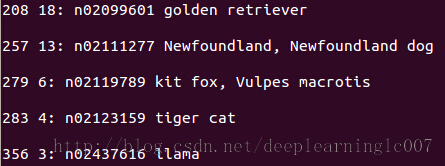 208 18: n02099601 golden retriever
257 13: n02111277 Newfoundland, Newfoundland dog
279 6: n02119789 kit fox, Vulpes macrotis
283 4: n02123159 tiger cat
http://blog.csdn.net/deeplearninglc007
356 3: n02437616 llama